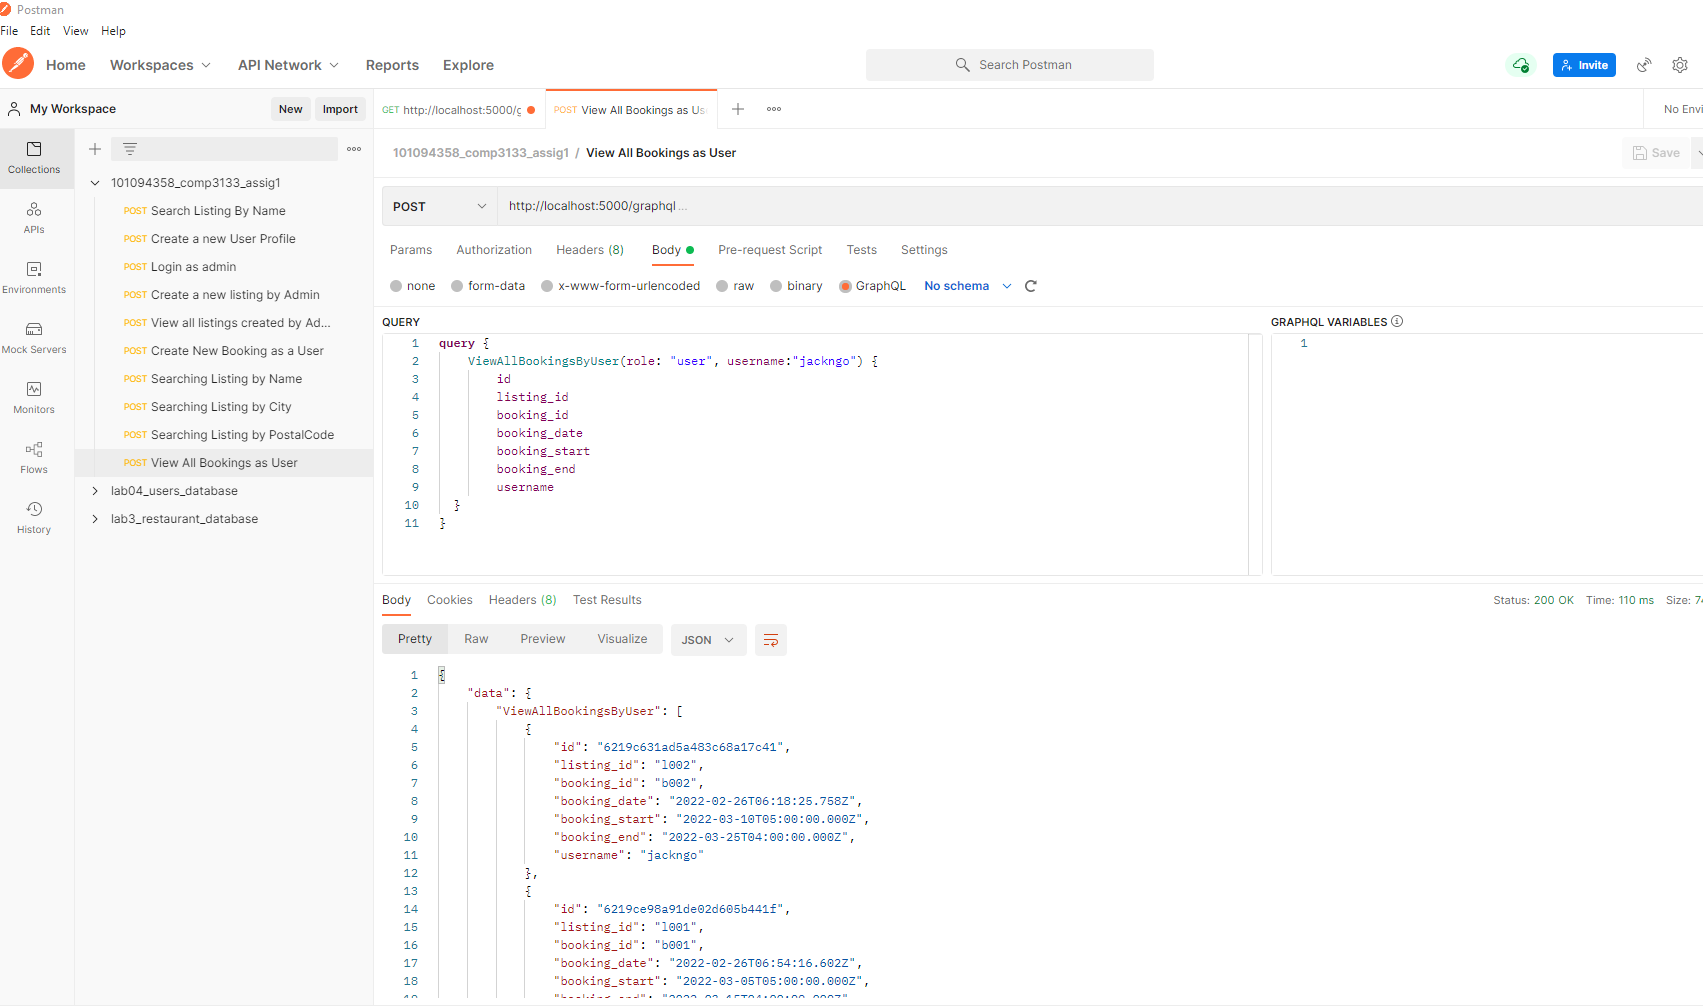 Postman
File Edit View Help
Home Workspaces API Network Reports Explore Search Postman Invite
My Workspace New Import GET http://localhost:5000/g POST View All Bookings as Us No Envi
101094358_comp3133_assig1 / View All Bookings as User Save
Collections
APIs
Environments
Mock Servers
Monitors
Flows
History
101094358_comp3133_assig1
POST Search Listing By Name
POST Create a new User Profile
POST Login as admin
POST Create a new listing by Admin
POST View all listings created by Ad...
POST Create New Booking as a User
POST Searching Listing by Name
POST Searching Listing by City
POST Searching Listing by PostalCode
POST View All Bookings as User
lab04_users_database
lab3_restaurant_database
POST http://localhost:5000/graphql ...
Params Authorization Headers (8) Body Pre-request Script Tests Settings
none form-data x-www-form-urlencoded raw binary GraphQL No schema
QUERY
1 query {
2 ViewAllBookingsByUser(role: "user", username:"jackngo") {
3 id
4 listing_id
5 booking_id
6 booking_date
7 booking_start
8 booking_end
9 username
10 }
11 }
GRAPHQL VARIABLES
1
Body Cookies Headers (8) Test Results Status: 200 OK Time: 110 ms Size: 74
Pretty Raw Preview Visualize JSON
1 {
2 "data": {
3 "ViewAllBookingsByUser": [
4 {
5 "id": "6219c631ad5a483c68a17c41",
6 "listing_id": "l002",
7 "booking_id": "b002",
8 "booking_date": "2022-02-26T06:18:25.758Z",
9 "booking_start": "2022-03-10T05:00:00.000Z",
10 "booking_end": "2022-03-25T04:00:00.000Z",
11 "username": "jackngo"
12 },
13 {
14 "id": "6219ce98a91de02d605b441f",
15 "listing_id": "l001",
16 "booking_id": "b001",
17 "booking_date": "2022-02-26T06:54:16.602Z",
18 "booking_start": "2022-03-05T05:00:00.000Z",